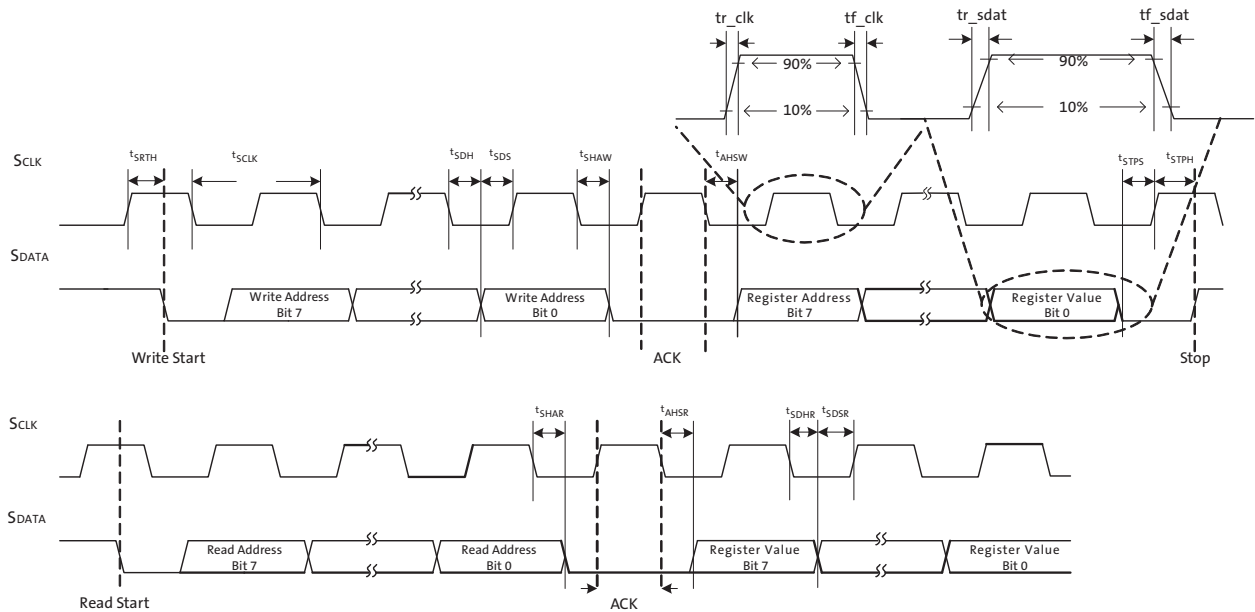 tr_clk tf_clk tr_sdat tf_sdat
90% 90%
10% 10%
SCLK tSRTH tSCLK tSDH tSDS tSHAW tAHSW tSTPS tSTPH
SDATA
Write Address Bit 7
Write Address Bit 0
Register Address Bit 7
Register Value Bit 0
Write Start ACK Stop
SCLK tSHAR tAHSR tSDHR tSDSR
SDATA
Read Address Bit 7
Read Address Bit 0
Register Value Bit 7
Register Value Bit 0
Read Start ACK